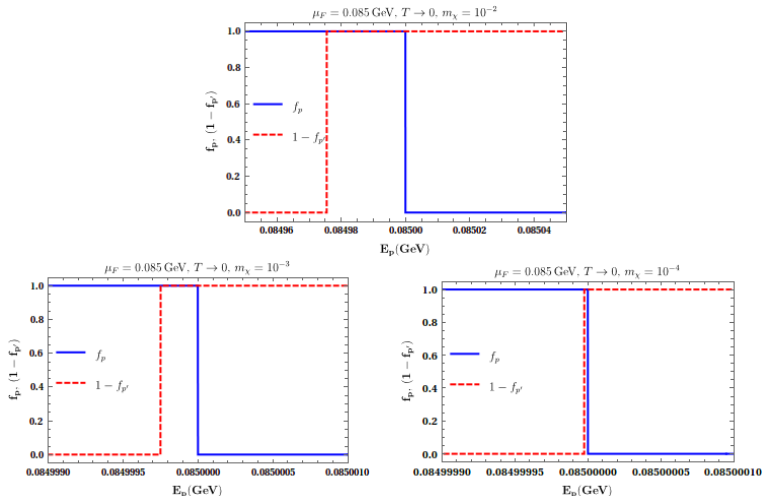 μ_F = 0.085 GeV, T → 0, m_χ = 10^{-2}
f_p, (1 − f_{p'})
1.0
0.8
0.6
0.4
0.2
0.0
f_p
1 − f_{p'}
0.08496
0.08498
0.08500
0.08502
0.08504
E_p(GeV)
μ_F = 0.085 GeV, T → 0, m_χ = 10^{-3}
f_p, (1 − f_{p'})
1.0
0.8
0.6
0.4
0.2
0.0
f_p
1 − f_{p'}
0.0849990
0.0849995
0.0850000
0.0850005
0.0850010
E_p(GeV)
μ_F = 0.085 GeV, T → 0, m_χ = 10^{-4}
f_p, (1 − f_{p'})
1.0
0.8
0.6
0.4
0.2
0.0
f_p
1 − f_{p'}
0.08499990
0.08499995
0.08500000
0.08500005
0.08500010
E_p(GeV)